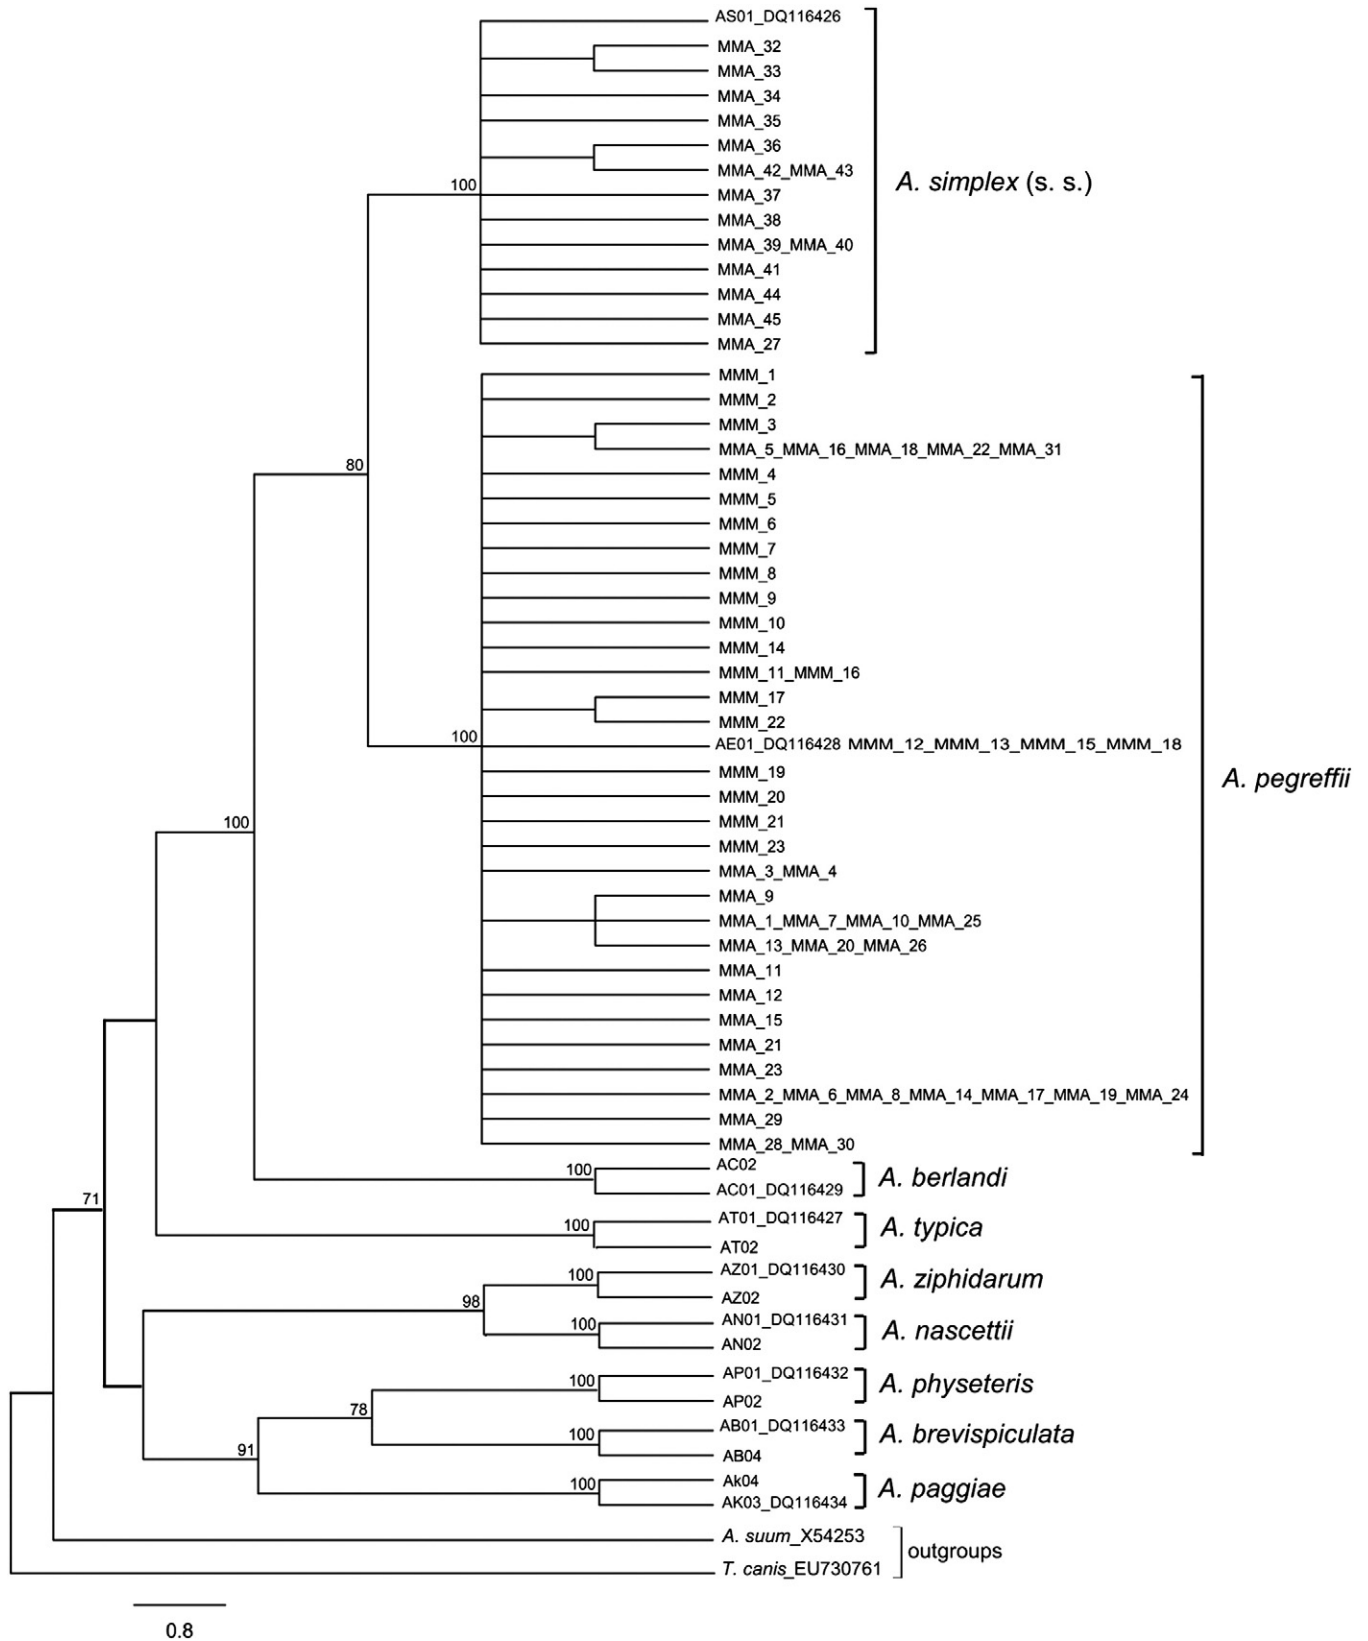 AS01_DQ116426
MMA_32
MMA_33
MMA_34
MMA_35
MMA_36
MMA_42_MMA_43
A. simplex (s. s.)
100
MMA_37
MMA_38
MMA_39_MMA_40
MMA_41
MMA_44
MMA_45
MMA_27
MMM_1
MMM_2
MMM_3
MMA_5_MMA_16_MMA_18_MMA_22_MMA_31
80
MMM_4
MMM_5
MMM_6
MMM_7
MMM_8
MMM_9
MMM_10
MMM_14
MMM_11_MMM_16
MMM_17
MMM_22
100
AE01_DQ116428 MMM_12_MMM_13_MMM_15_MMM_18
MMM_19
A. pegreffii
MMM_20
MMM_21
100
MMM_23
MMA_3_MMA_4
MMA_9
MMA_1_MMA_7_MMA_10_MMA_25
MMA_13_MMA_20_MMA_26
MMA_11
MMA_12
MMA_15
MMA_21
MMA_23
MMA_2_MMA_6_MMA_8_MMA_14_MMA_17_MMA_19_MMA_24
MMA_29
MMA_28_MMA_30
AC02
100
A. berlandi
AC01_DQ116429
71
AT01_DQ116427
100
A. typica
AT02
AZ01_DQ116430
100
A. ziphidarum
AZ02
98
AN01_DQ116431
100
A. nascettii
AN02
AP01_DQ116432
100
A. physeteris
AP02
78
AB01_DQ116433
100
A. brevispiculata
AB04
91
Ak04
100
A. paggiae
AK03_DQ116434
A. suum_X54253
outgroups
T. canis_EU730761
0.8